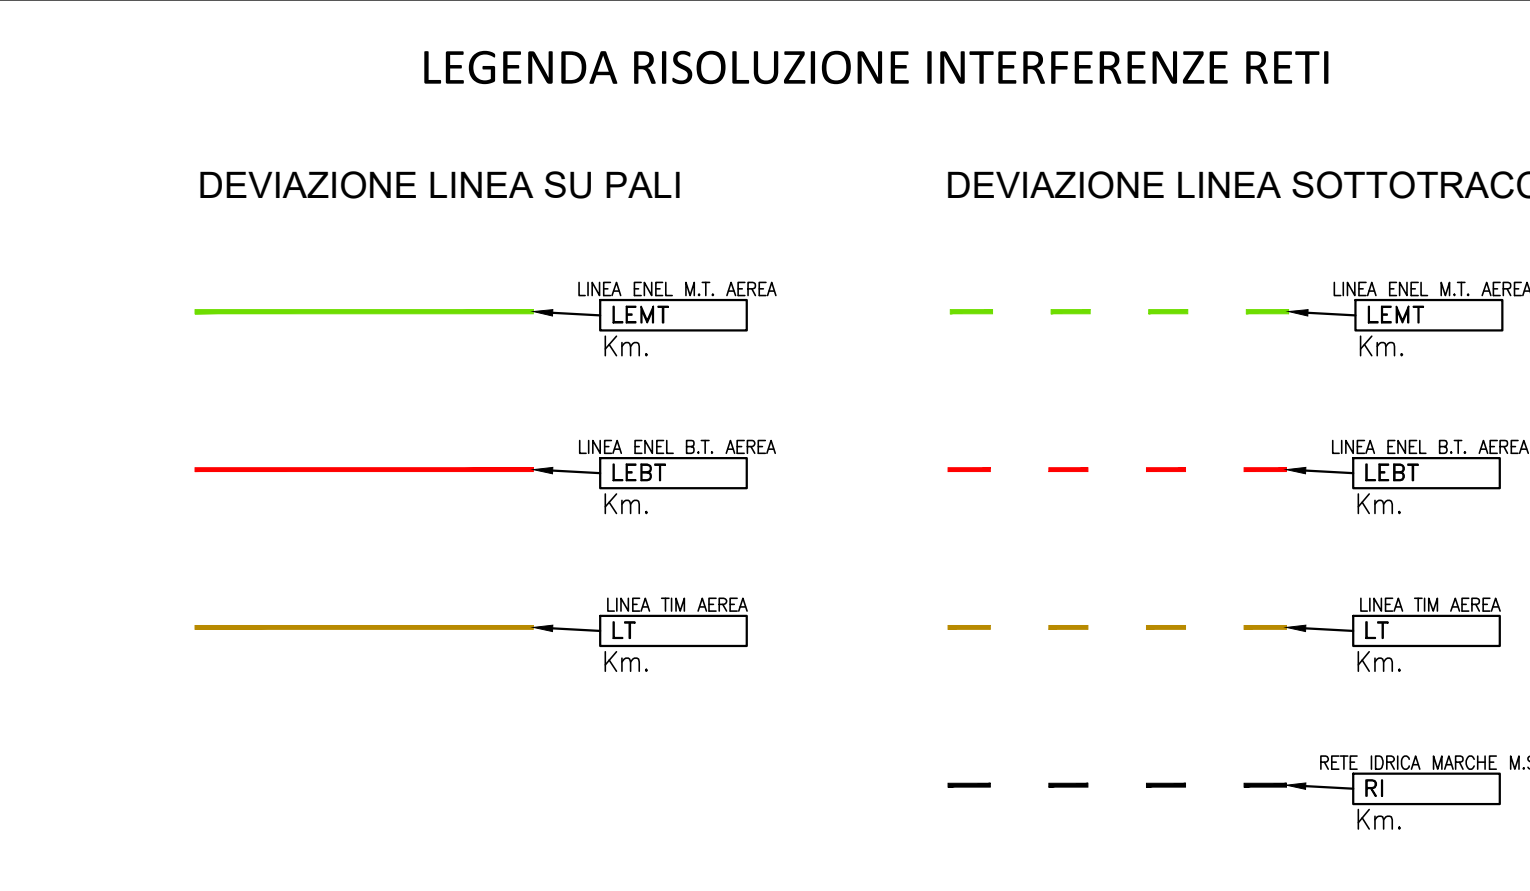 LEGENDA RISOLUZIONE INTERFERENZE RETI
DEVIAZIONE LINEA SU PALI
LINEA ENEL M.T. AEREA
LEMT
Km.
LINEA ENEL B.T. AEREA
LEBT
Km.
LINEA TIM AEREA
LT
Km.
DEVIAZIONE LINEA
LINEA ENEL M.T. AEREA
LEMT
Km.
LINEA ENEL B.T. AEREA
LEBT
Km.
LINEA TIM AEREA
LT
Km.
RETE IDRICA MARCHE
RI
Km.